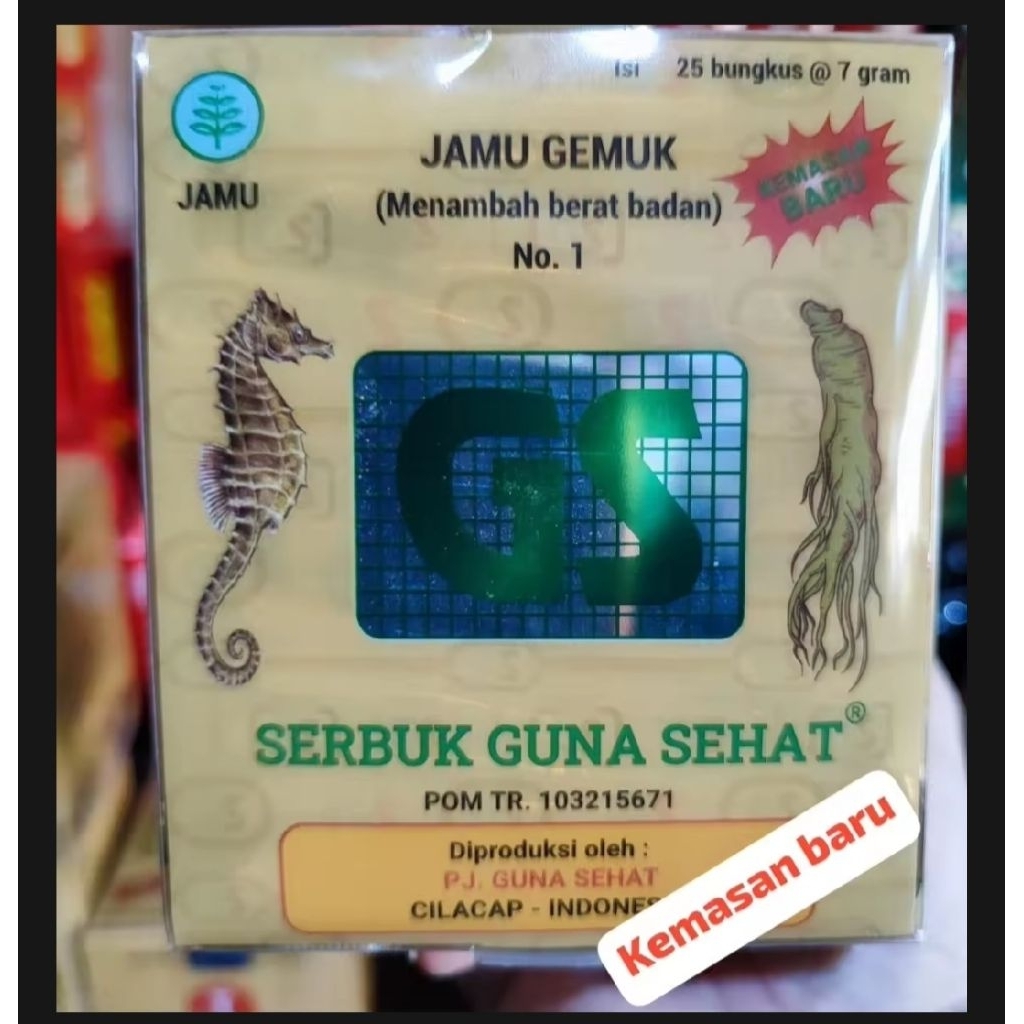 Isi 25 bungkus @ 7 gram
JAMU
JAMU GEMUK
(Menambah berat badan)
No. 1
KEMASAN
BARU
GS
SERBUK GUNA SEHAT®
POM TR. 103215671
Diproduksi oleh :
PJ. GUNA SEHAT
CILACAP - INDONE
Kemasan baru